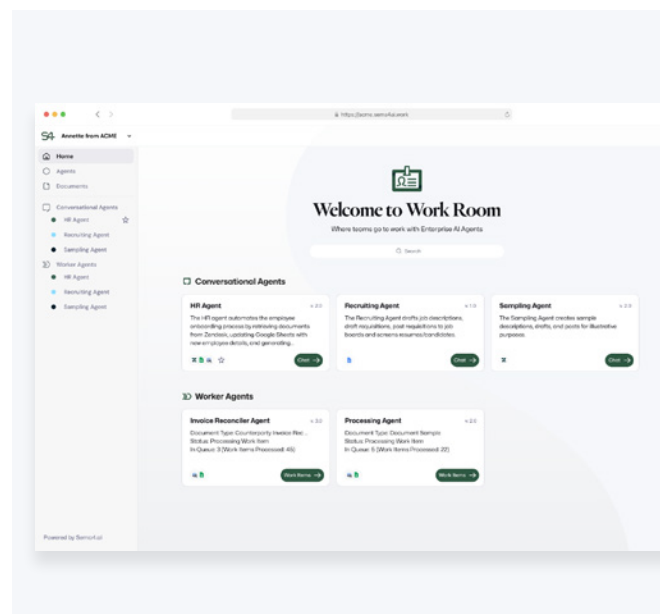 https://acme.sema4ai.work
S4 Annette from ACME
Home
Agents
Documents
Conversational Agents
HR Agent
Recruiting Agent
Sampling Agent
Worker Agents
HR Agent
Recruiting Agent
Sampling Agent
Powered by Sema4.ai
Welcome to Work Room
Where teams go to work with Enterprise AI Agents
Search
Conversational Agents
HR Agent
The HR agent automates the employee
onboarding process by retrieving documents
from Zendesk, updating Google Sheets with
new employee details, and generating...
Chat
Recruiting Agent v. 1.0
The Recruiting Agent drafts job descriptions,
draft requisitions, post requisitions to job
boards and screens resumes/candidates.
Chat
Sampling Agent
The Sampling Agent creates sample
descriptions, drafts, and posts for illustrative
purposes.
Chat
Worker Agents
Invoice Reconciler Agent
Document Type: Counterparty Invoice Rec...
Status: Processing Work Item
In Queue: 3 (Work Items Processed: 45)
Work Items
Processing Agent
Document Type: Document Sample
Status: Processing Work Item
In Queue: 5 (Work Items Processed: 22)
Work Items